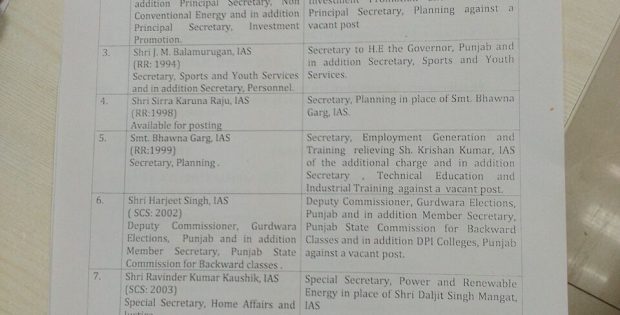 addition Principal Secretary, Non
Conventional Energy and in addition
Principal Secretary, Investment
Promotion.
Principal Secretary, Planning against a
vacant post
3.
Shri J. M. Balamurugan, IAS
(RR: 1994)
Secretary, Sports and Youth Services
and in addition Secretary, Personnel.
Secretary to H.E the Governor, Punjab and
in addition Secretary, Sports and Youth
Services.
4.
Shri Sirra Karuna Raju, IAS
(RR:1998)
Available for posting
Secretary, Planning in place of Smt. Bhawna
Garg, IAS.
5.
Smt. Bhawna Garg, IAS
(RR:1999)
Secretary, Planning .
Secretary, Employment Generation and
Training relieving Sh. Krishan Kumar, IAS
of the additional charge and in addition
Secretary , Technical Education and
Industrial Training against a vacant post.
6.
Shri Harjeet Singh, IAS
( SCS: 2002)
Deputy Commissioner, Gurdwara
Elections, Punjab and in addition
Member Secretary, Punjab State
Commission for Backward classes .
Deputy Commissioner, Gurdwara Elections,
Punjab and in addition Member Secretary,
Punjab State Commission for Backward
Classes and in addition DPI Colleges, Punjab
against a vacant post.
7.
Shri Ravinder Kumar Kaushik, IAS
(SCS: 2003)
Special Secretary, Home Affairs and
Special Secretary, Power and Renewable
Energy in place of Shri Daljit Singh Mangat,
IAS